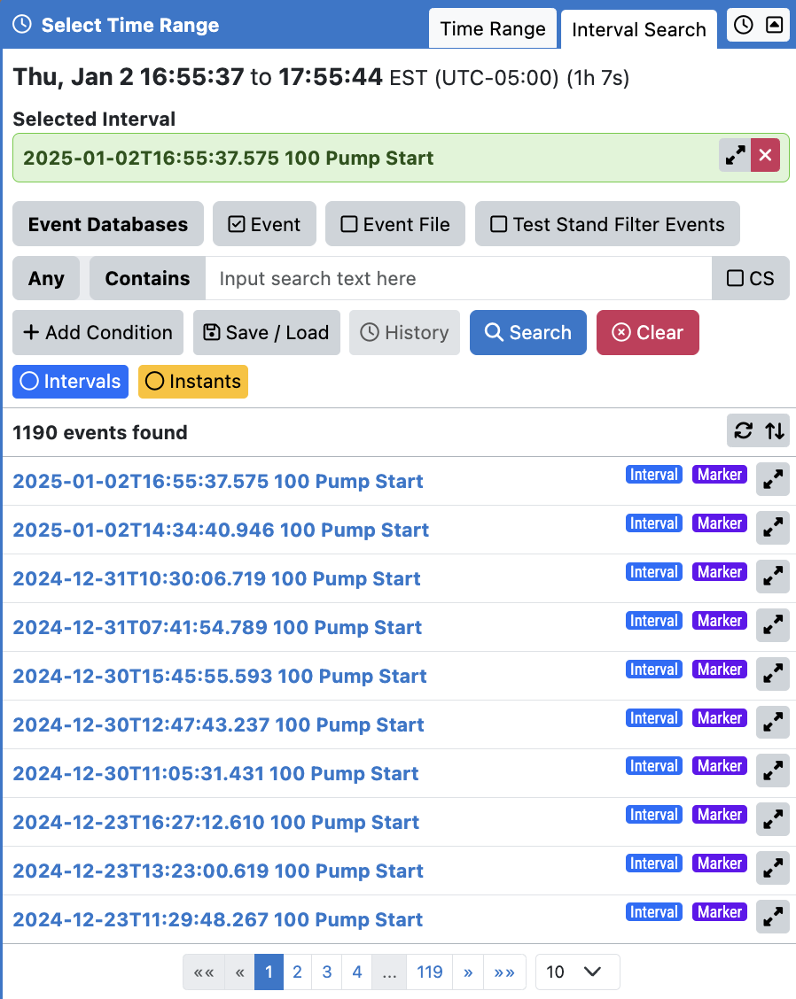 Select Time Range Time Range Interval Search
Thu, Jan 2 16:55:37 to 17:55:44 EST (UTC-05:00) (1h 7s)
Selected Interval
2025-01-02T16:55:37.575 100 Pump Start
Event Databases Event Event File Test Stand Filter Events
Any Contains Input search text here CS
Add Condition Save / Load History Search Clear
Intervals Instants
1190 events found
2025-01-02T16:55:37.575 100 Pump Start Interval Marker
2025-01-02T14:34:40.946 100 Pump Start Interval Marker
2024-12-31T10:30:06.719 100 Pump Start Interval Marker
2024-12-31T07:41:54.789 100 Pump Start Interval Marker
2024-12-30T15:45:55.593 100 Pump Start Interval Marker
2024-12-30T12:47:43.237 100 Pump Start Interval Marker
2024-12-30T11:05:31.431 100 Pump Start Interval Marker
2024-12-23T16:27:12.610 100 Pump Start Interval Marker
2024-12-23T13:23:00.619 100 Pump Start Interval Marker
2024-12-23T11:29:48.267 100 Pump Start Interval Marker
«« « 1 2 3 4 ... 119 » »» 10